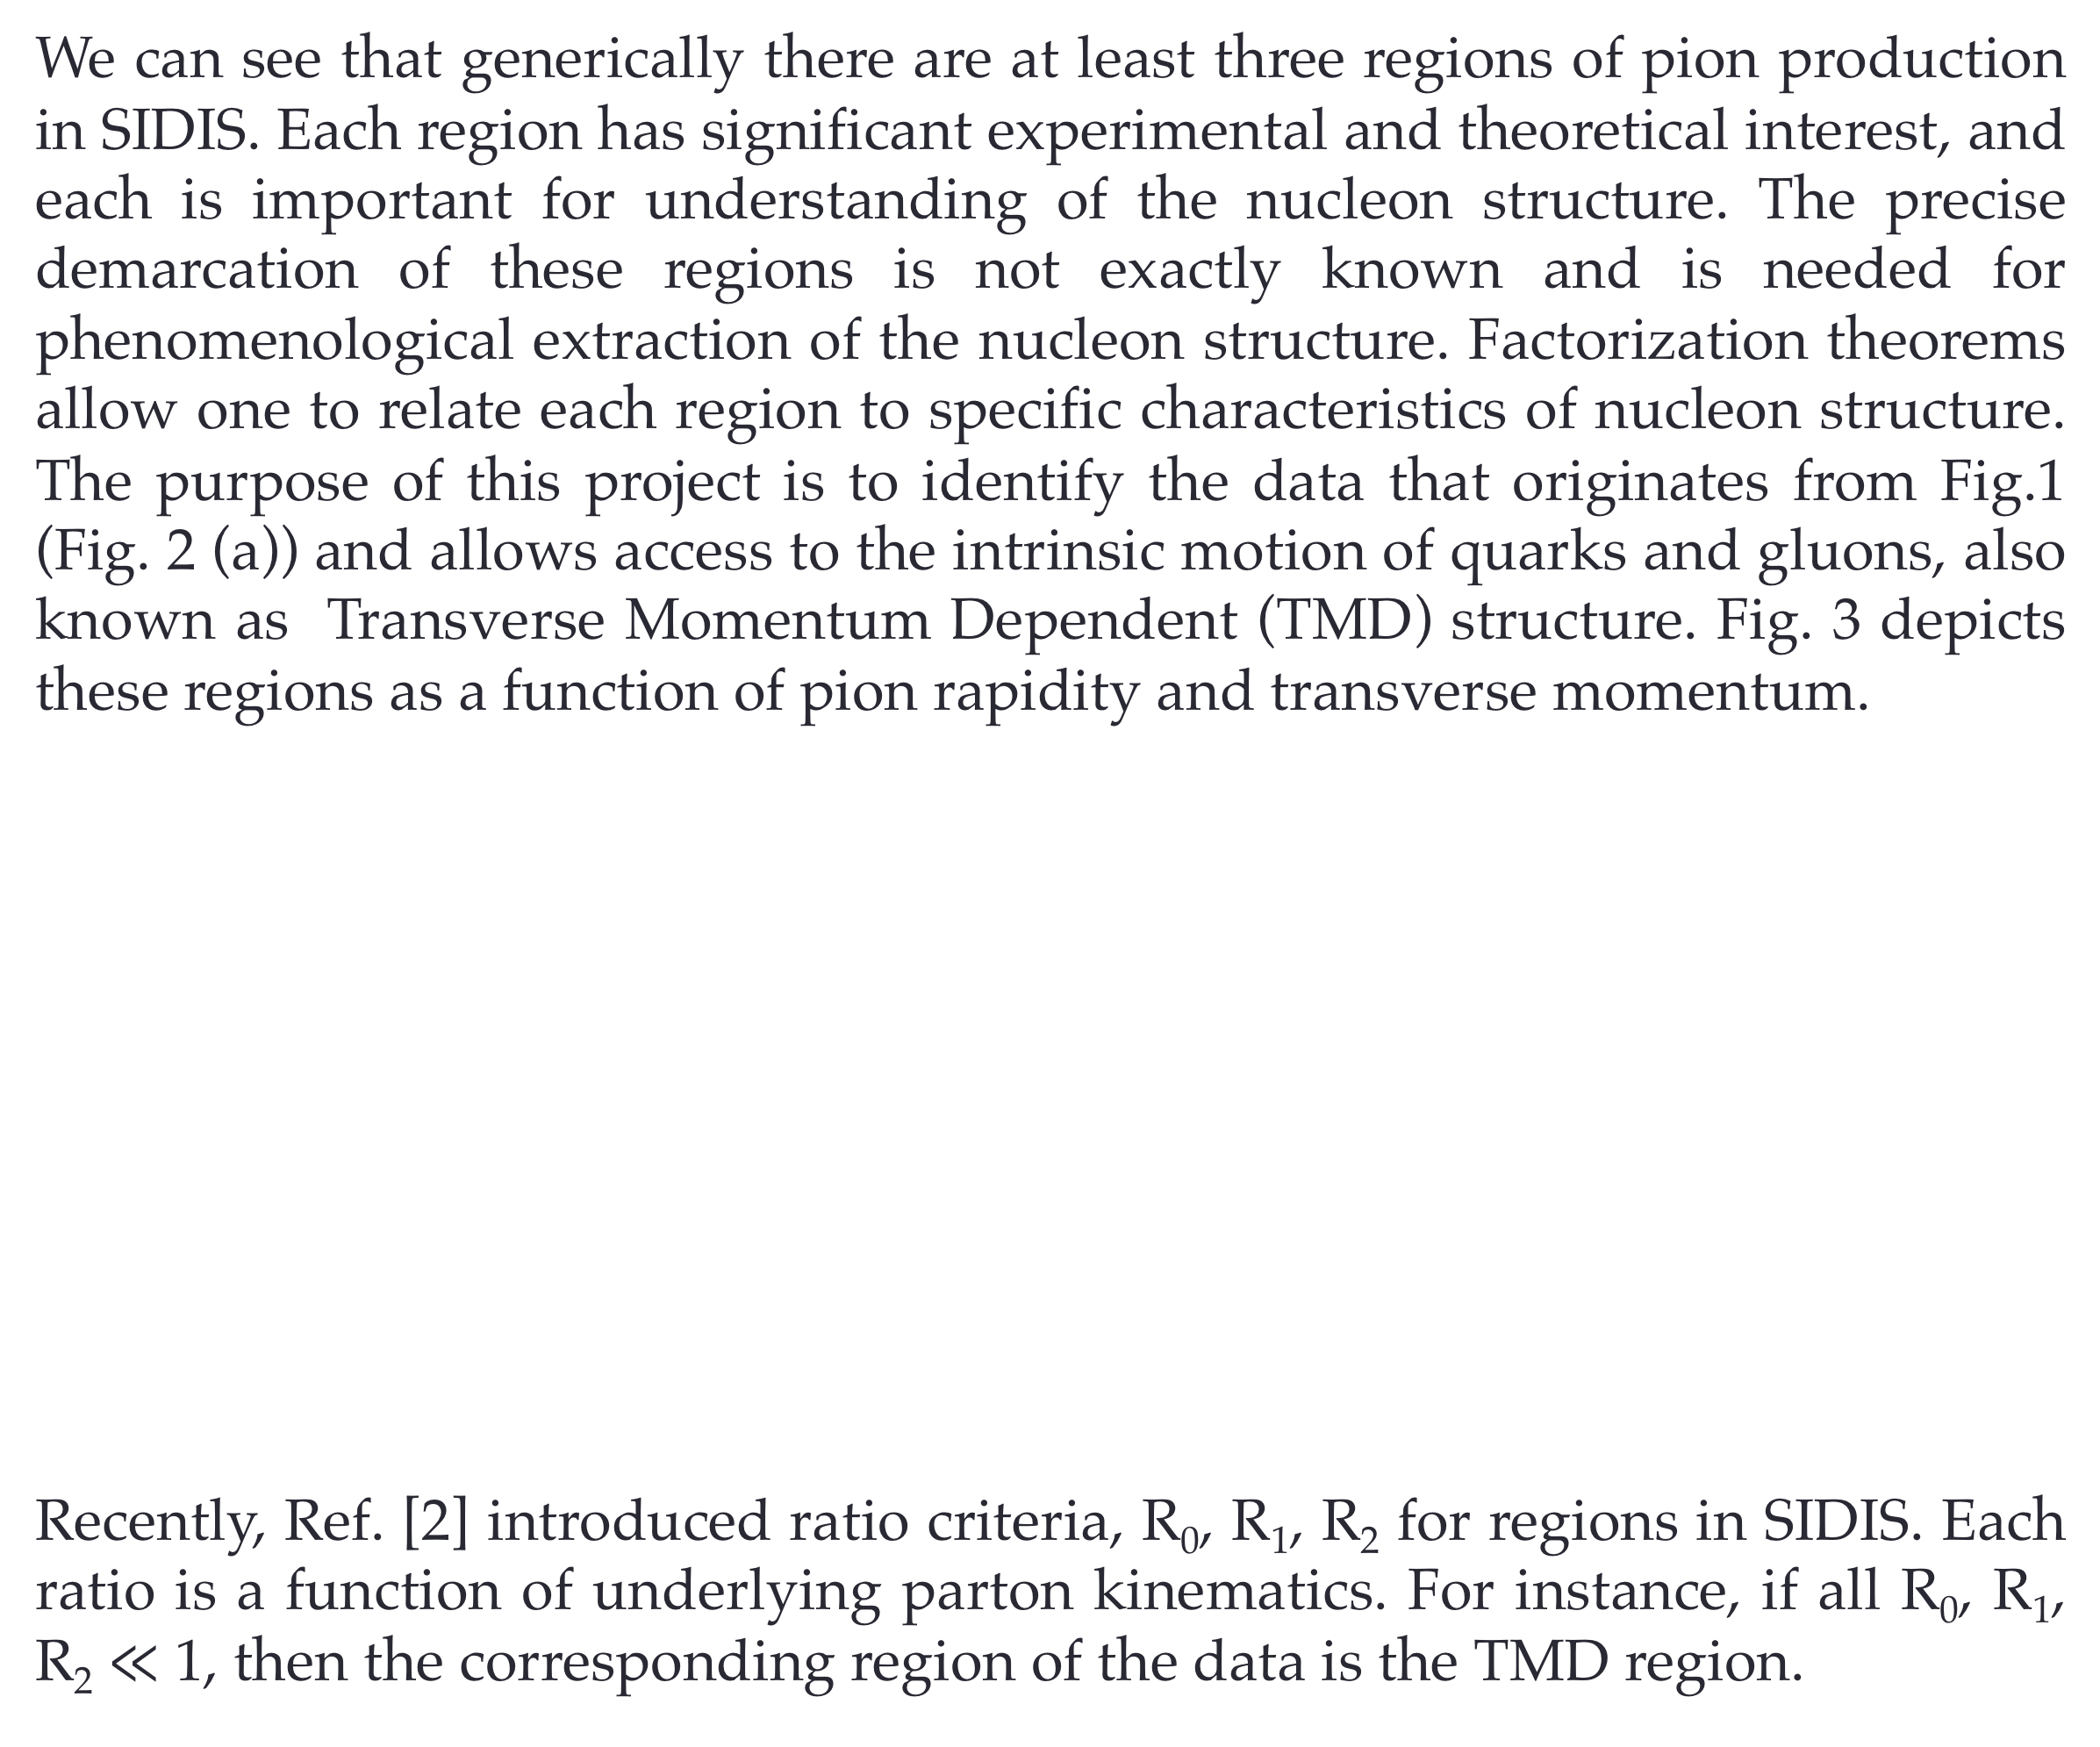 We can see that generically there are at least three regions of pion production
in SIDIS. Each region has significant experimental and theoretical interest, and
each is important for understanding of the nucleon structure. The precise
demarcation of these regions is not exactly known and is needed for
phenomenological extraction of the nucleon structure. Factorization theorems
allow one to relate each region to specific characteristics of nucleon structure.
The purpose of this project is to identify the data that originates from Fig.1
(Fig. 2 (a)) and allows access to the intrinsic motion of quarks and gluons, also
known as  Transverse Momentum Dependent (TMD) structure. Fig. 3 depicts
these regions as a function of pion rapidity and transverse momentum.
Recently, Ref. [2] introduced ratio criteria, R₀, R₁, R₂ for regions in SIDIS. Each
ratio is a function of underlying parton kinematics. For instance, if all R₀, R₁,
R₂ ≪ 1, then the corresponding region of the data is the TMD region.